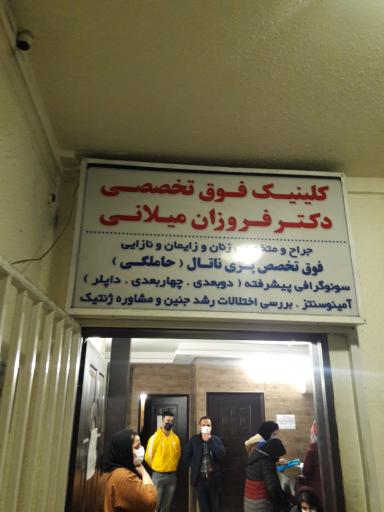 کلینیک فوق تخصصی
دکتر فروزان میلانی
جراح و متخصص زنان و زایمان و نازایی
فوق تخصص پری ناتال ( حاملگی )
سونوگرافی پیشرفته ( دوبعدی . چهاربعدی . داپلر )
آمینوسنتز . بررسی اختلالات رشد جنین و مشاوره ژنتیک